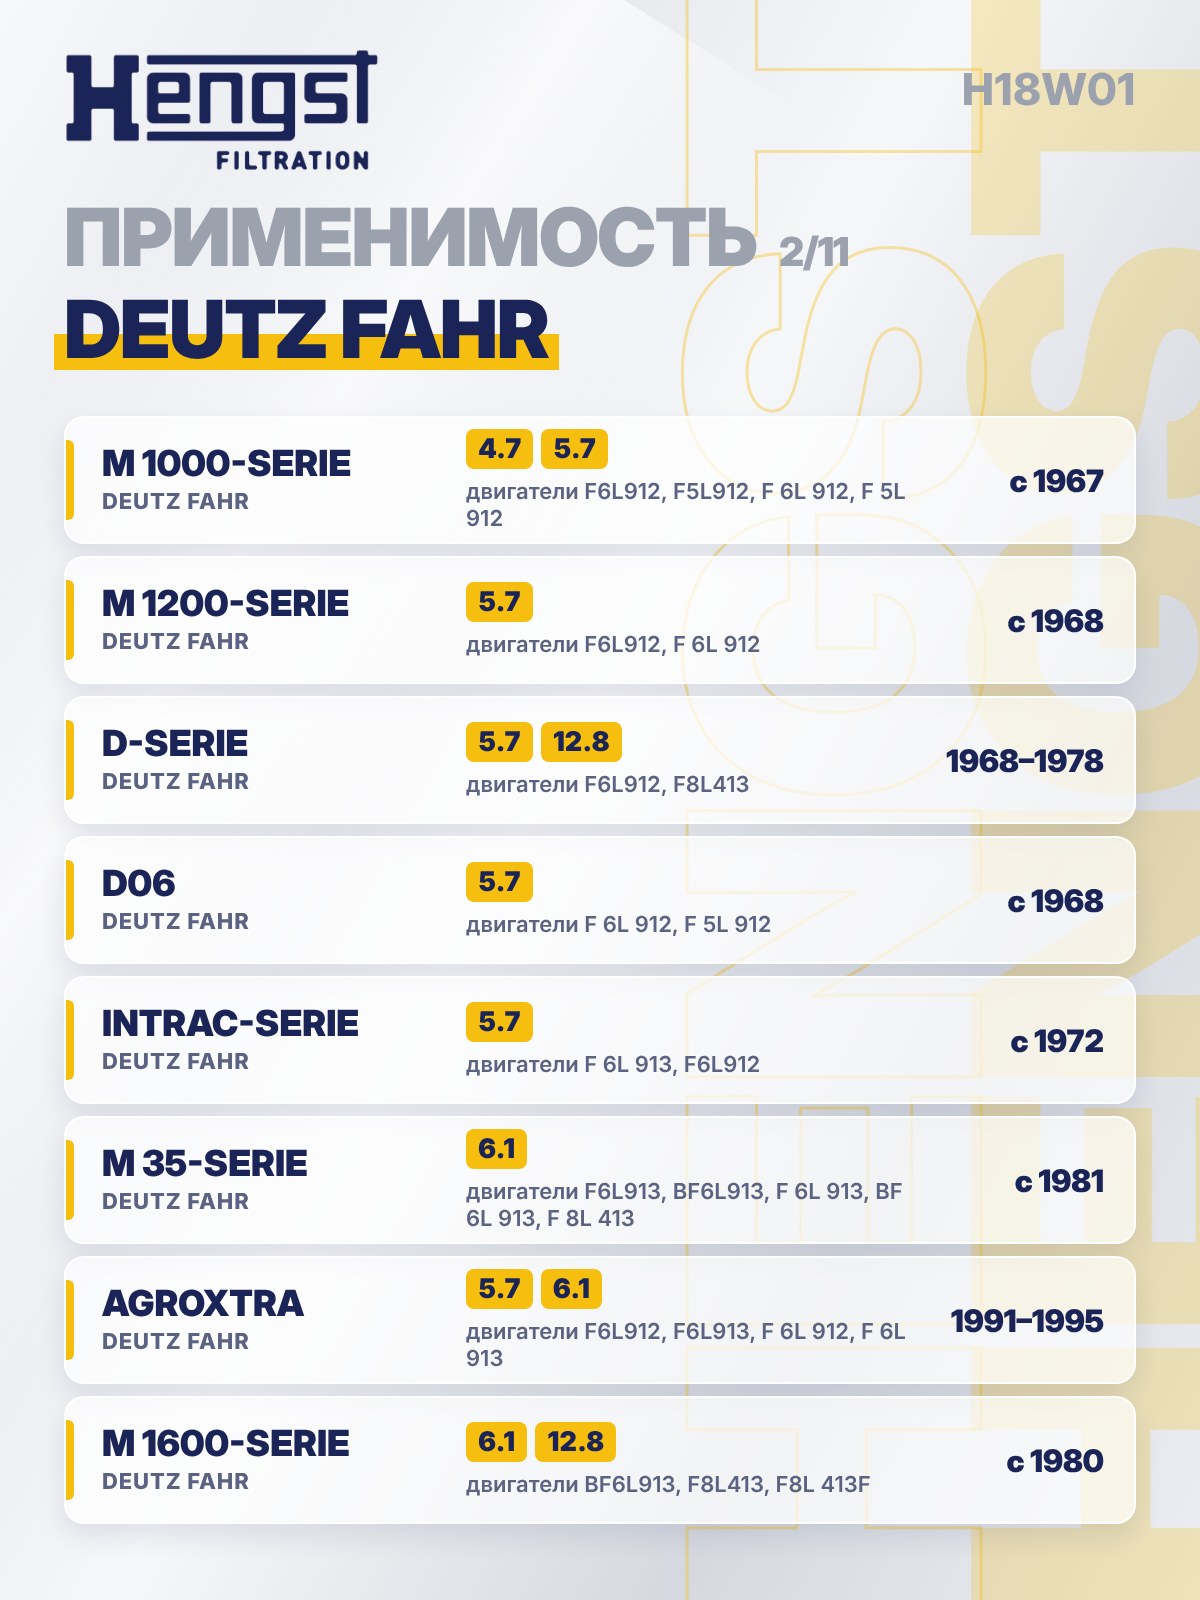 Hengst
FILTRATION
H18W01
ПРИМЕНИМОСТЬ 2/11
DEUTZ FAHR
M 1000-SERIE
DEUTZ FAHR
4.7 5.7
двигатели F6L912, F5L912, F 6L 912, F 5L
912
с 1967
M 1200-SERIE
DEUTZ FAHR
5.7
двигатели F6L912, F 6L 912
с 1968
D-SERIE
DEUTZ FAHR
5.7 12.8
двигатели F6L912, F8L413
1968–1978
D06
DEUTZ FAHR
5.7
двигатели F 6L 912, F 5L 912
с 1968
INTRAC-SERIE
DEUTZ FAHR
5.7
двигатели F 6L 913, F6L912
с 1972
M 35-SERIE
DEUTZ FAHR
6.1
двигатели F6L913, BF6L913, F 6L 913, BF
6L 913, F 8L 413
с 1981
AGROXTRA
DEUTZ FAHR
5.7 6.1
двигатели F6L912, F6L913, F 6L 912, F 6L
913
1991–1995
M 1600-SERIE
DEUTZ FAHR
6.1 12.8
двигатели BF6L913, F8L413, F8L 413F
с 1980
HENGST
HENGST